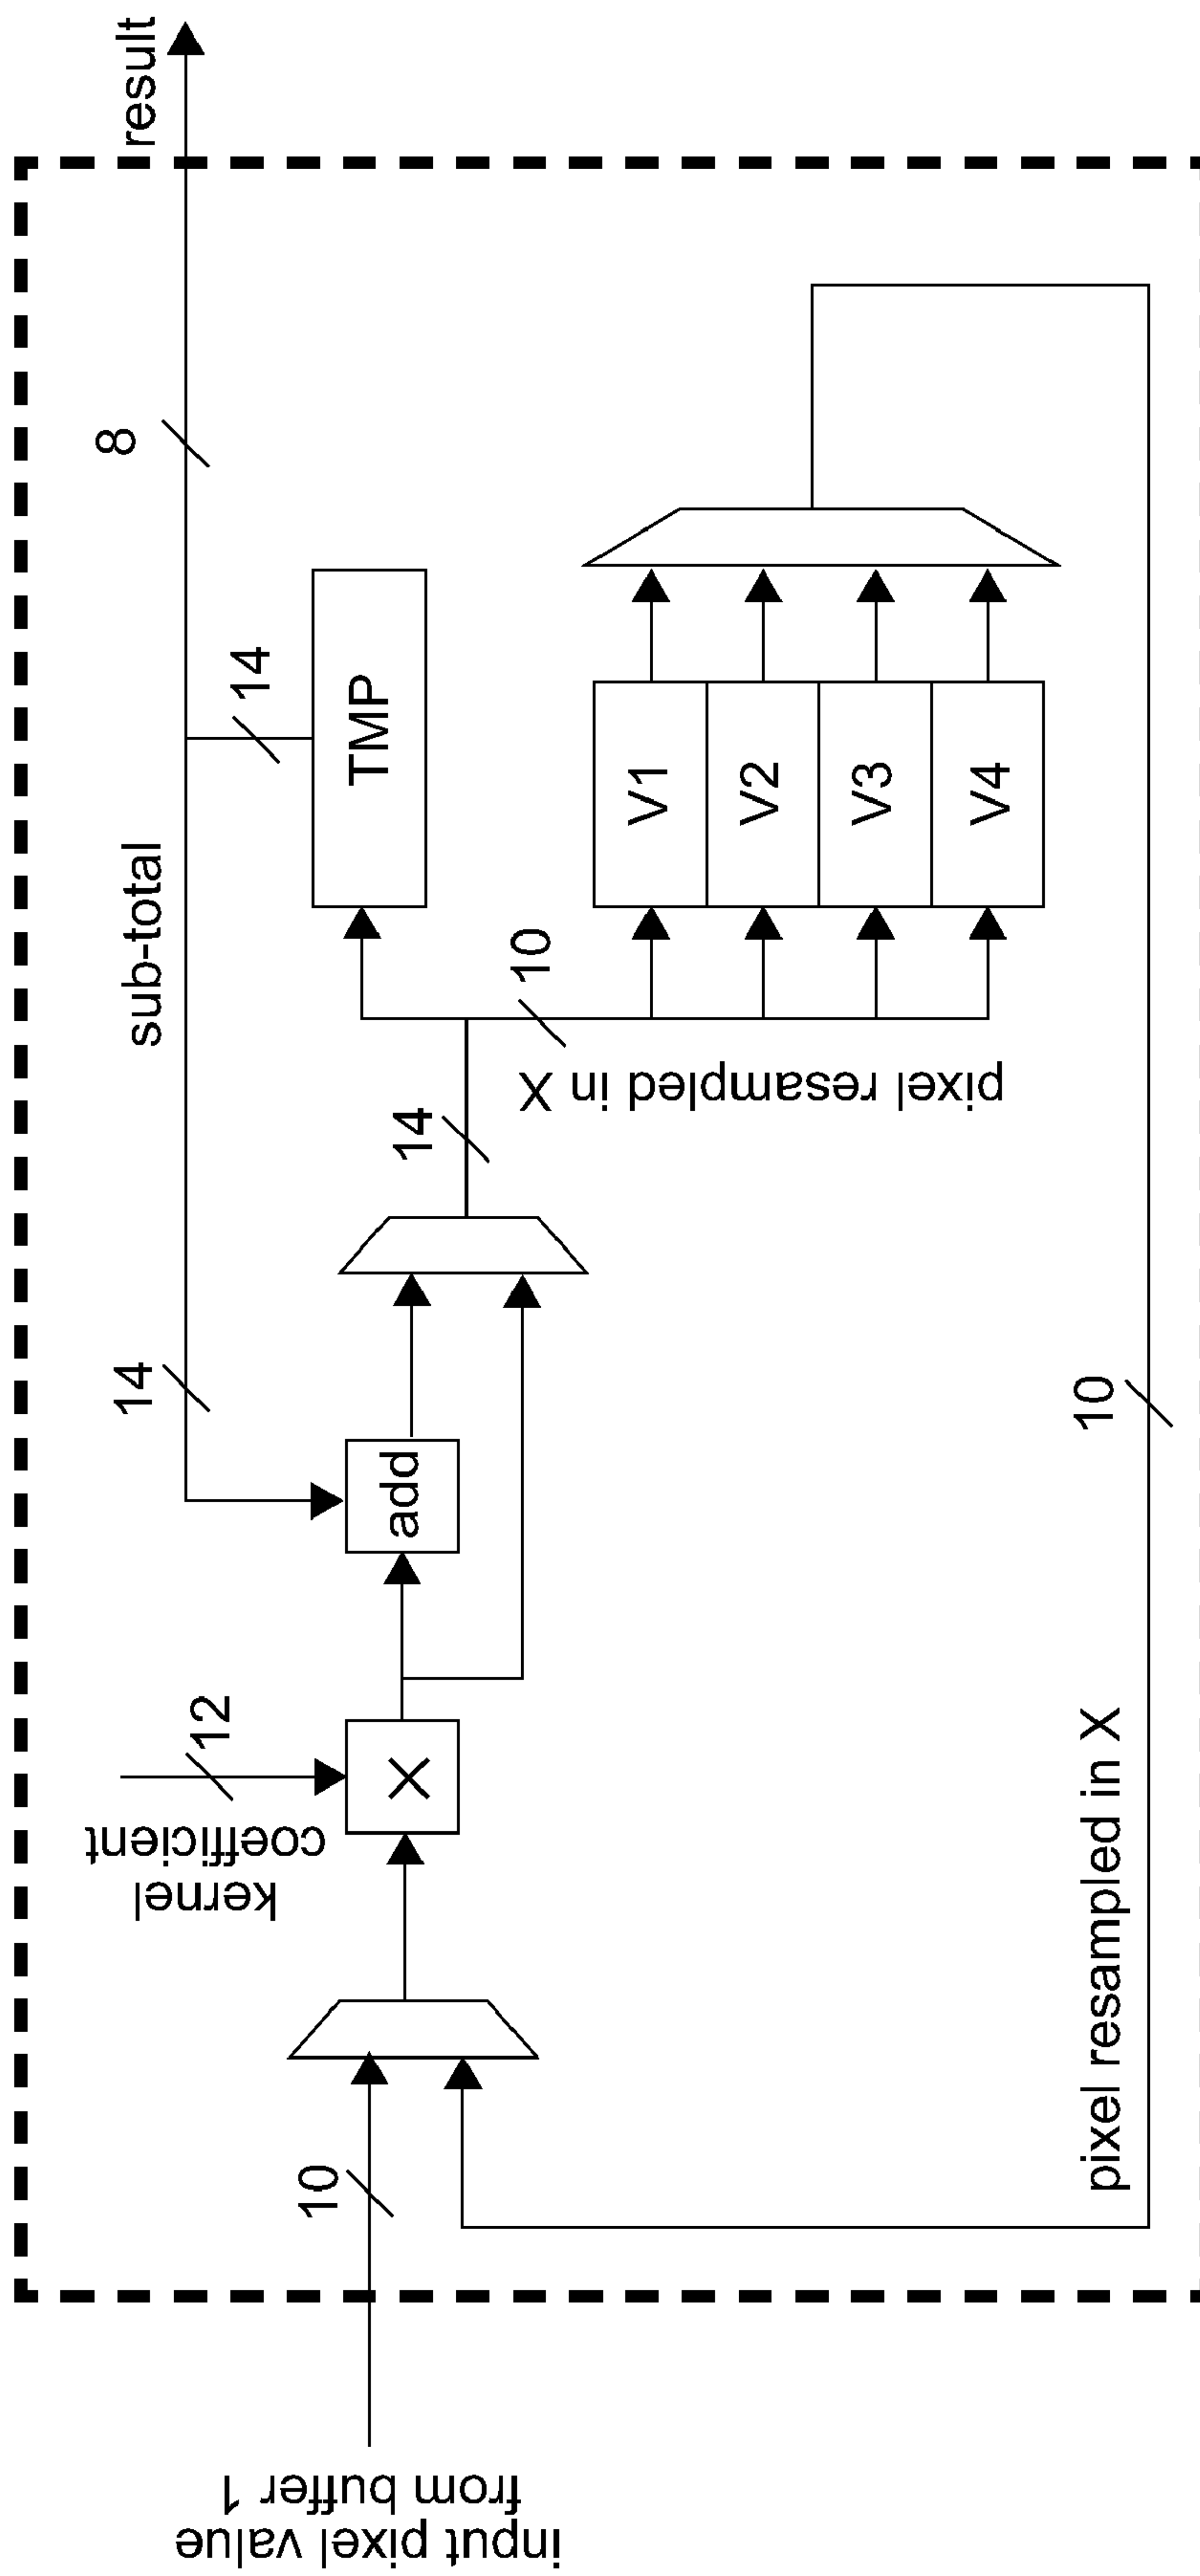 result
8
14
sub-total
TMP
V1
V2
V3
V4
10
pixel resampled in X
14
14
add
12
kernel
coefficient
X
10
10
pixel resampled in X
input pixel value
from buffer 1